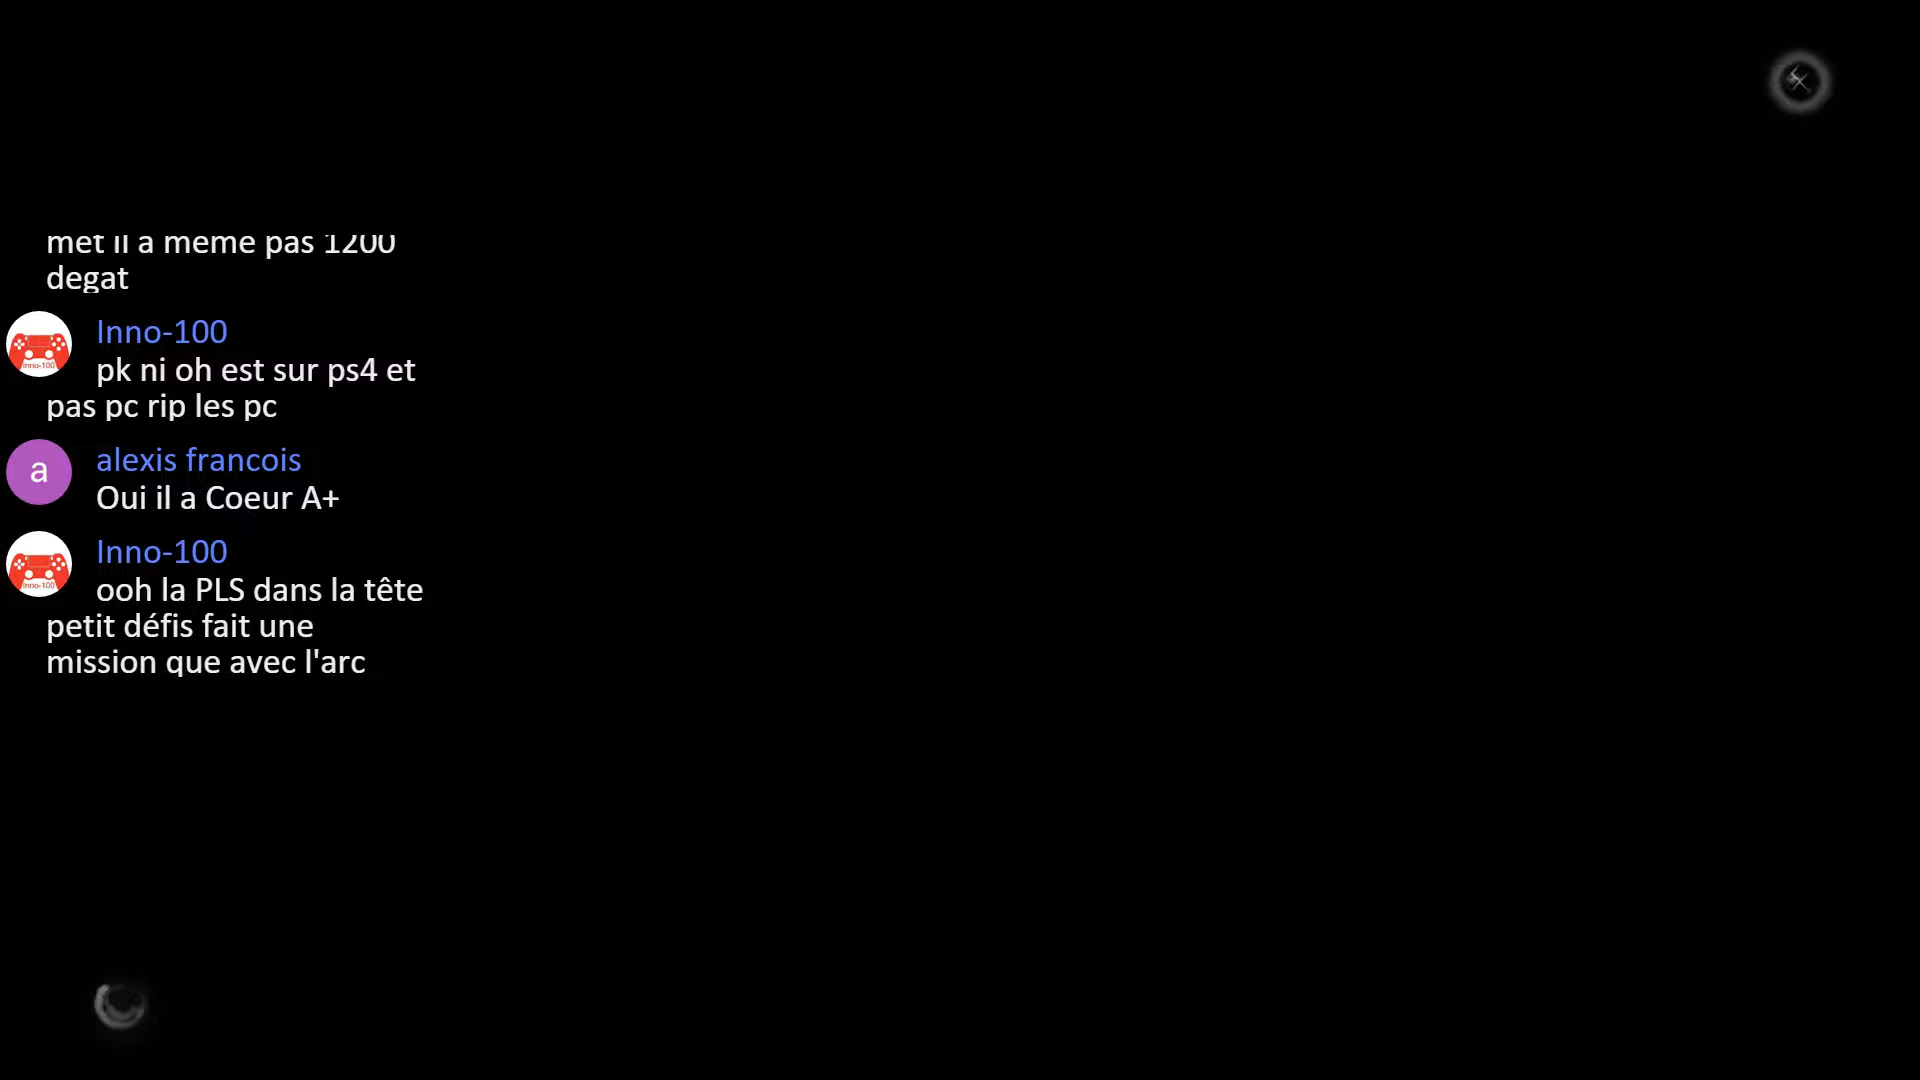 met il a meme pas 1200
degat
Inno-100
pk ni oh est sur ps4 et
pas pc rip les pc
a
alexis francois
Oui il a Coeur A+
Inno-100
ooh la PLS dans la tête
petit défis fait une
mission que avec l'arc